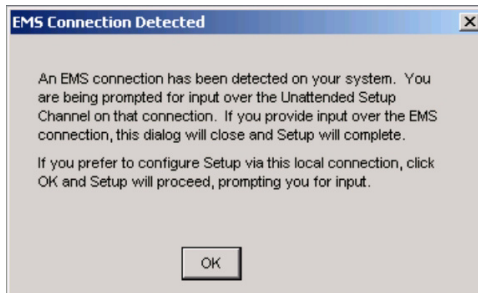 EMS Connection Detected
An EMS connection has been detected on your system. You
are being prompted for input over the Unattended Setup
Channel on that connection. If you provide input over the EMS
connection, this dialog will close and Setup will complete.
If you prefer to configure Setup via this local connection, click
OK and Setup will proceed, prompting you for input.
OK